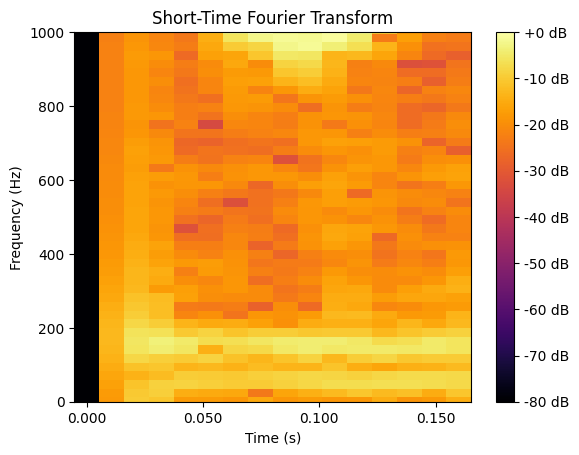 Short-Time Fourier Transform
1000
800
600
400
200
0
Frequency (Hz)
0.000
0.050
0.100
0.150
Time (s)
+0 dB
-10 dB
-20 dB
-30 dB
-40 dB
-50 dB
-60 dB
-70 dB
-80 dB